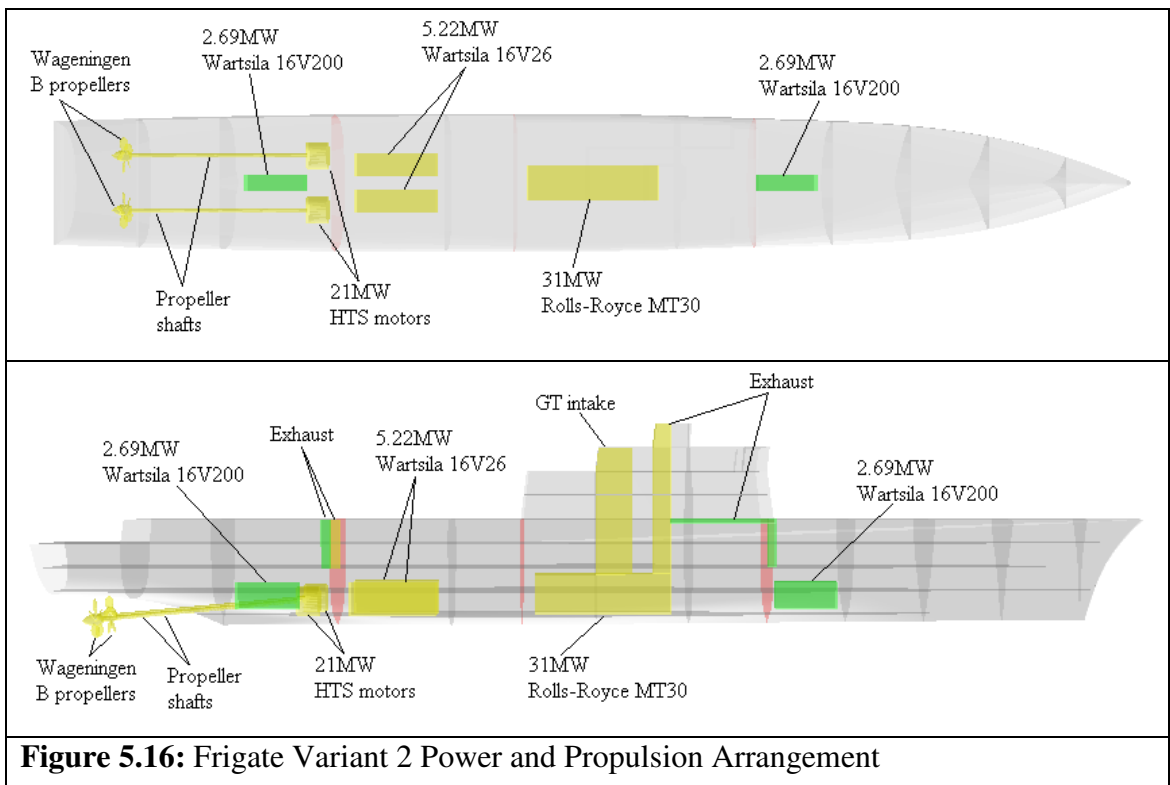 2.69MW
Wartsila 16V200
5.22MW
Wartsila 16V26
Wageningen
B propellers
2.69MW
Wartsila 16V200
Propeller
shafts
21MW
HTS motors
31MW
Rolls-Royce MT30
Exhaust
GT intake
Exhaust
5.22MW
Wartsila 16V26
2.69MW
Wartsila 16V200
2.69MW
Wartsila 16V200
Wageningen
B propellers
Propeller
shafts
21MW
HTS motors
31MW
Rolls-Royce MT30
Figure 5.16: Frigate Variant 2 Power and Propulsion Arrangement